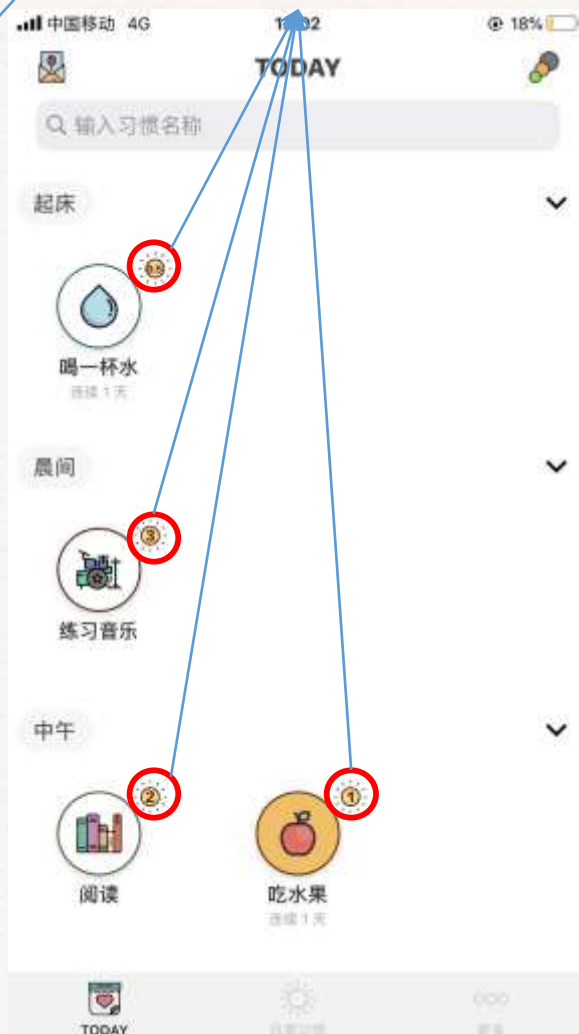 中国移动 4G
18%
TODAY
输入习惯名称
起床
喝一杯水
连续 1 天
晨间
3
练习音乐
中午
2
1
阅读
吃水果
连续 1 天
TODAY